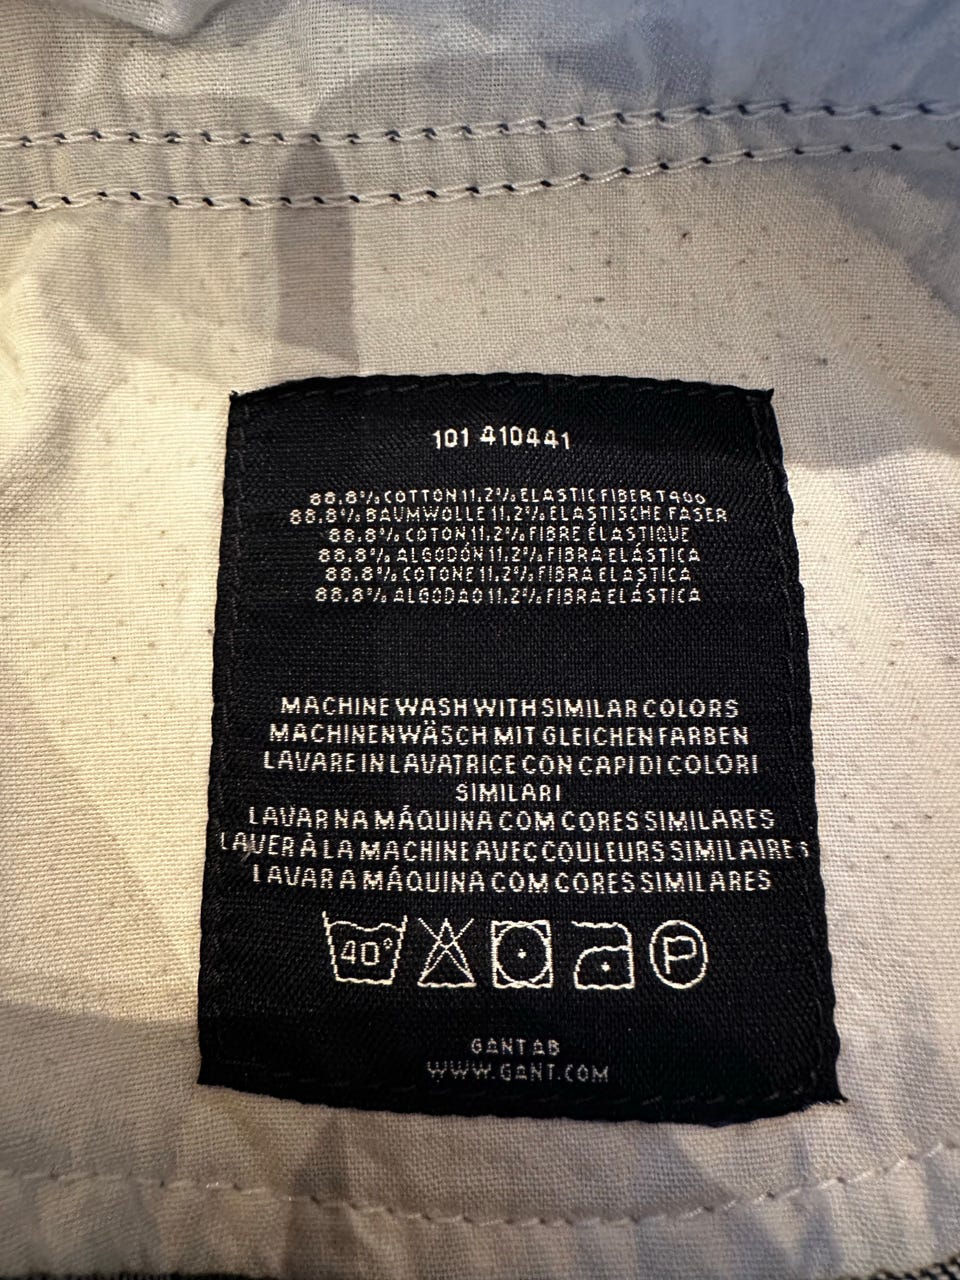 101 410441
88.8% COTTON 11.2% ELASTIC FIBER T400
88.8% BAUMWOLLE 11.2% ELASTISCHE FASER
88.8% COTON 11.2% FIBRE ÉLASTIQUE
88.8% ALGODÓN 11.2% FIBRA ELÁSTICA
88.8% COTONE 11.2% FIBRA ELASTICA
88.8% ALGODAO 11.2% FIBRA ELÁSTICA
MACHINE WASH WITH SIMILAR COLORS
MACHINENWÄSCH MIT GLEICHEN FARBEN
LAVARE IN LAVATRICE CON CAPI DI COLORI
SIMILARI
LAVAR NA MÁQUINA COM CORES SIMILARES
LAVER À LA MACHINE AVEC COULEURS SIMILAIRES
LAVAR A MÁQUINA COM CORES SIMILARES
40° P
GANT AB
WWW.GANT.COM